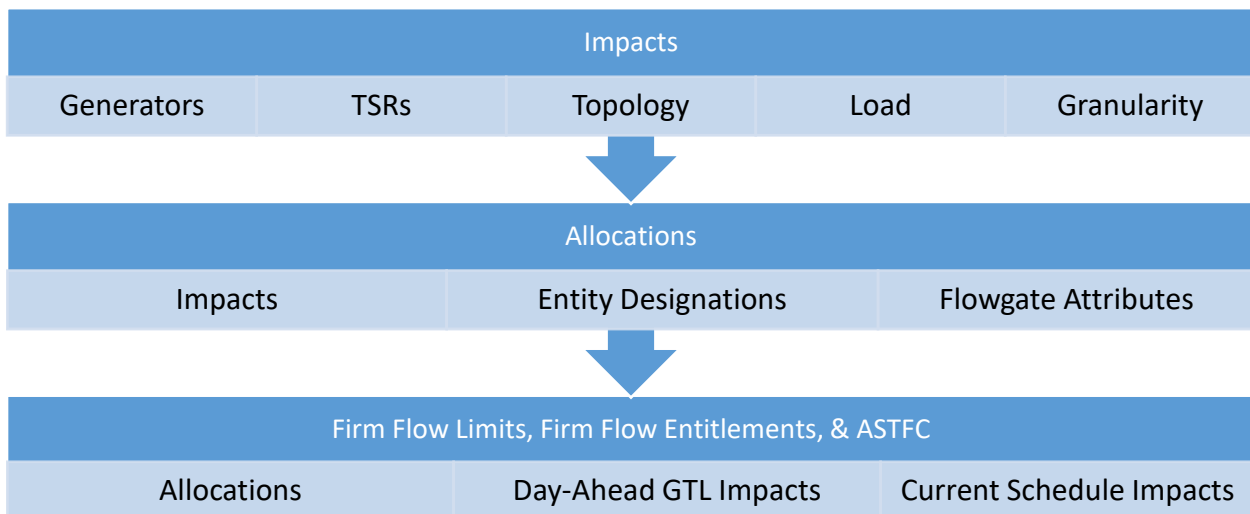 Impacts
Generators TSRs Topology Load Granularity
Allocations
Impacts Entity Designations Flowgate Attributes
Firm Flow Limits, Firm Flow Entitlements, & ASTFC
Allocations Day-Ahead GTL Impacts Current Schedule Impacts